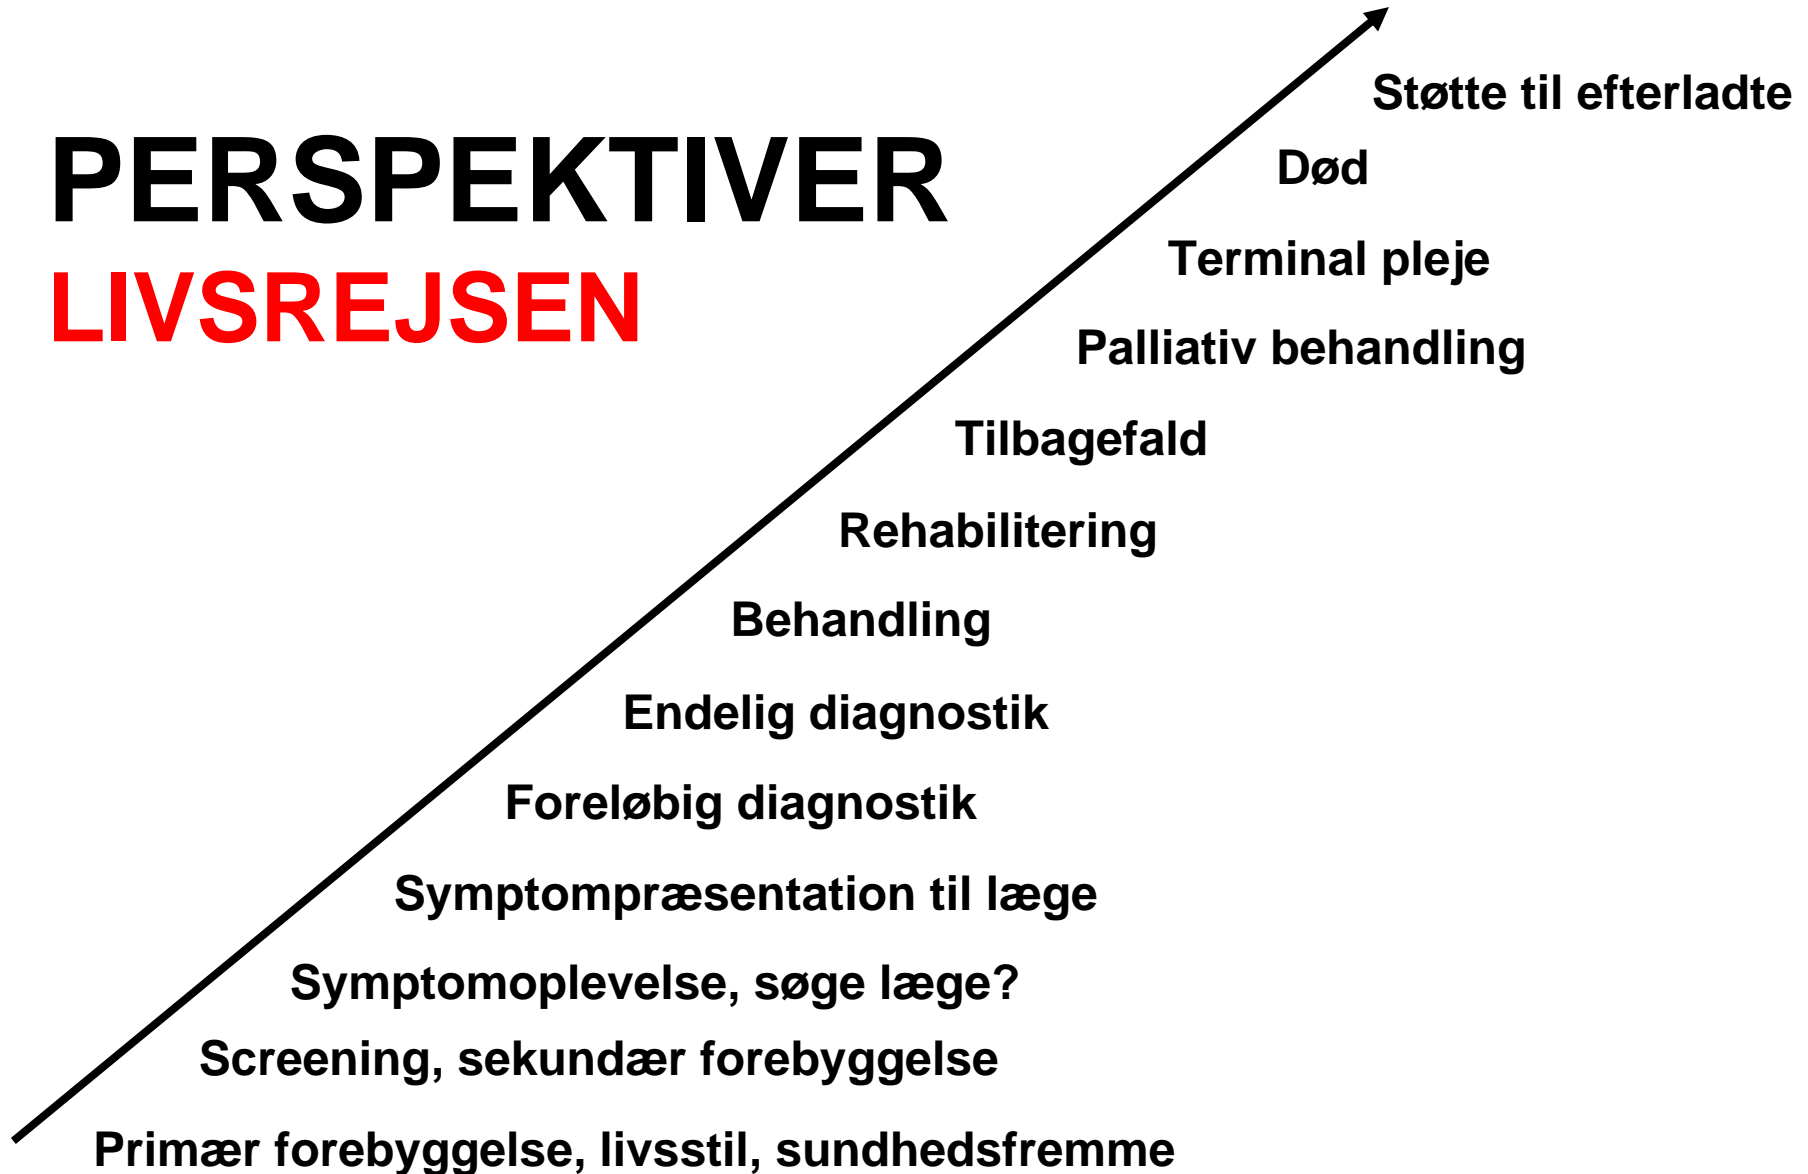 PERSPEKTIVER
LIVSREJSEN
Støtte til efterladte
Død
Terminal pleje
Palliativ behandling
Tilbagefald
Rehabilitering
Behandling
Endelig diagnostik
Foreløbig diagnostik
Symptompræsentation til læge
Symptomoplevelse, søge læge?
Screening, sekundær forebyggelse
Primær forebyggelse, livsstil, sundhedsfremme